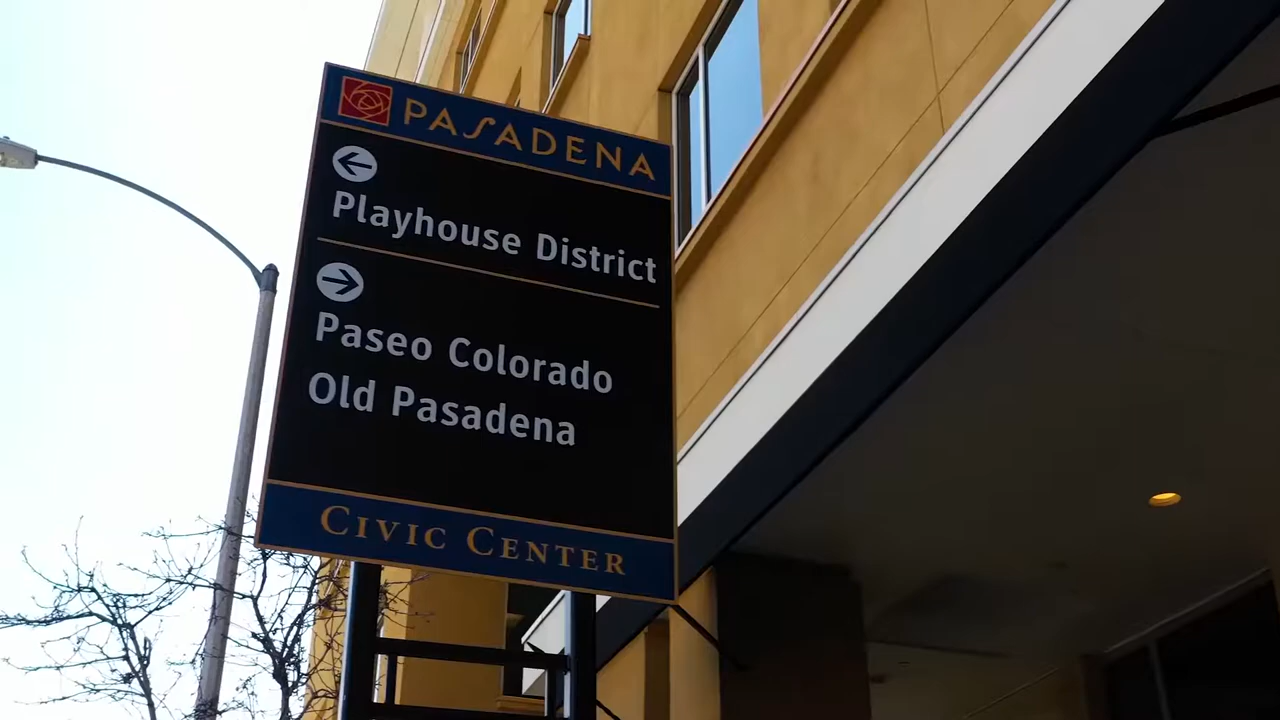 PASADENA
Playhouse District
Paseo Colorado
Old Pasadena
CIVIC CENTER